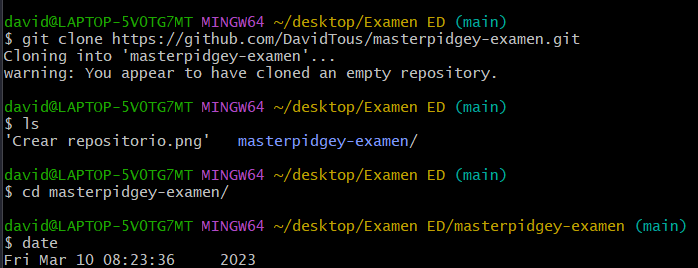 david@LAPTOP-5V0TG7MT MINGW64 ~/desktop/Examen ED (main)
$ git clone https://github.com/DavidTous/masterpidgey-examen.git
Cloning into 'masterpidgey-examen'...
warning: You appear to have cloned an empty repository.
david@LAPTOP-5V0TG7MT MINGW64 ~/desktop/Examen ED (main)
$ ls
'Crear repositorio.png'   masterpidgey-examen/
david@LAPTOP-5V0TG7MT MINGW64 ~/desktop/Examen ED (main)
$ cd masterpidgey-examen/
david@LAPTOP-5V0TG7MT MINGW64 ~/desktop/Examen ED/masterpidgey-examen (main)
$ date
Fri Mar 10 08:23:36     2023